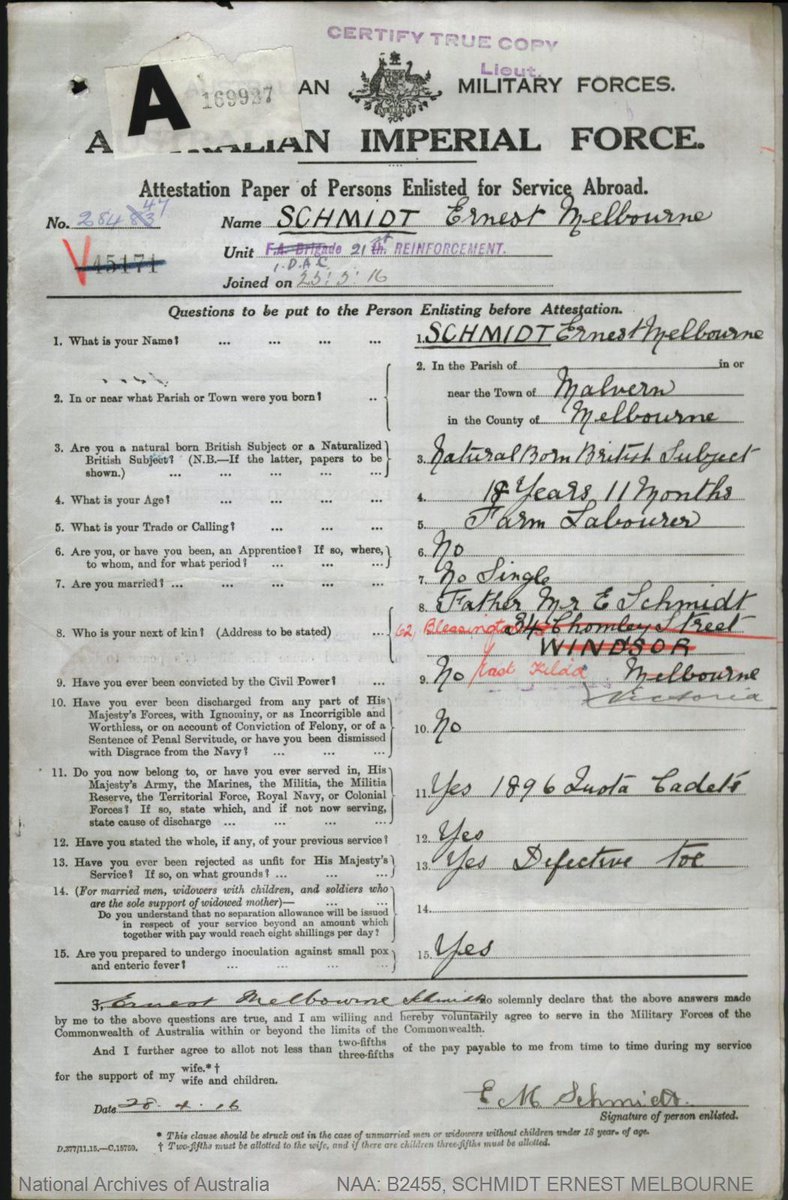 CERTIFY TRUE COPY
Lieut.
A
169927
AN MILITARY FORCES.
A STRALIAN IMPERIAL FORCE.
Attestation Paper of Persons Enlisted for Service Abroad.
No. 28483 47 Name SCHMIDT Ernest Melbourne
45171 Unit F.A. Brigade 21st th. REINFORCEMENT.
1. D.A.C.
Joined on 25:3:16
Questions to be put to the Person Enlisting before Attestation.
1. What is your Name? ... ... ... ... 1. SCHMIDT Ernest Melbourne
2. In or near what Parish or Town were you born? ..
2. In the Parish of in or
near the Town of Malvern
in the County of Melbourne
3. Are you a natural born British Subject or a Naturalized
British Subject? (N.B.—If the latter, papers to be
shown.) ... ... ... ... ...
3. Natural Born British Subject
4. What is your Age? ... ... ... ... 4. 18 Years 11 Months
5. What is your Trade or Calling? ... ... ... 5. Farm Labourer
6. Are you, or have you been, an Apprentice? If so, where,
to whom, and for what period? ... ... ...
6. No
7. Are you married? ... ... ... ... ... 7. No Single
8. Who is your next of kin? (Address to be stated) ...
8. Father Mr E Schmidt
62, Blessington 34 Chomley Street
WINDSOR
9. Have you ever been convicted by the Civil Power? ... 9. No East Kilda Melbourne
Victoria
10. Have you ever been discharged from any part of His
Majesty's Forces, with Ignominy, or as Incorrigible and
Worthless, or on account of Conviction of Felony, or of a
Sentence of Penal Servitude, or have you been dismissed
with Disgrace from the Navy? ... ... ...
10. No
11. Do you now belong to, or have you ever served in, His
Majesty's Army, the Marines, the Militia, the Militia
Reserve, the Territorial Force, Royal Navy, or Colonial
Forces? If so, state which, and if not now serving,
state cause of discharge ... ... ... ...
11. Yes 1896 Quota Cadets
12. Have you stated the whole, if any, of your previous service? 12. Yes
13. Have you ever been rejected as unfit for His Majesty's
Service? If so, on what grounds? ... ... ...
13. Yes Defective toe
14. (For married men, widowers with children, and soldiers who
are the sole support of widowed mother)— ... ...
Do you understand that no separation allowance will be issued
in respect of your service beyond an amount which
together with pay would reach eight shillings per day?
14.
15. Are you prepared to undergo inoculation against small pox
and enteric fever? ... ... ... ...
15. Yes
I, Ernest Melbourne Schmidt do solemnly declare that the above answers made
by me to the above questions are true, and I am willing and hereby voluntarily agree to serve in the Military Forces of the
Commonwealth of Australia within or beyond the limits of the Commonwealth.
And I further agree to allot not less than two-fifths three-fifths of the pay payable to me from time to time during my service
for the support of my wife.*† wife and children.
Date 28.4.16 E M Schmidt.
Signature of person enlisted.
* This clause should be struck out in the case of unmarried men or widowers without children under 18 years of age.
D.377/11.15.—C.15759. † Two-fifths must be allotted to the wife, and if there are children three-fifths must be allotted.
National Archives of Australia NAA: B2455, SCHMIDT ERNEST MELBOURNE